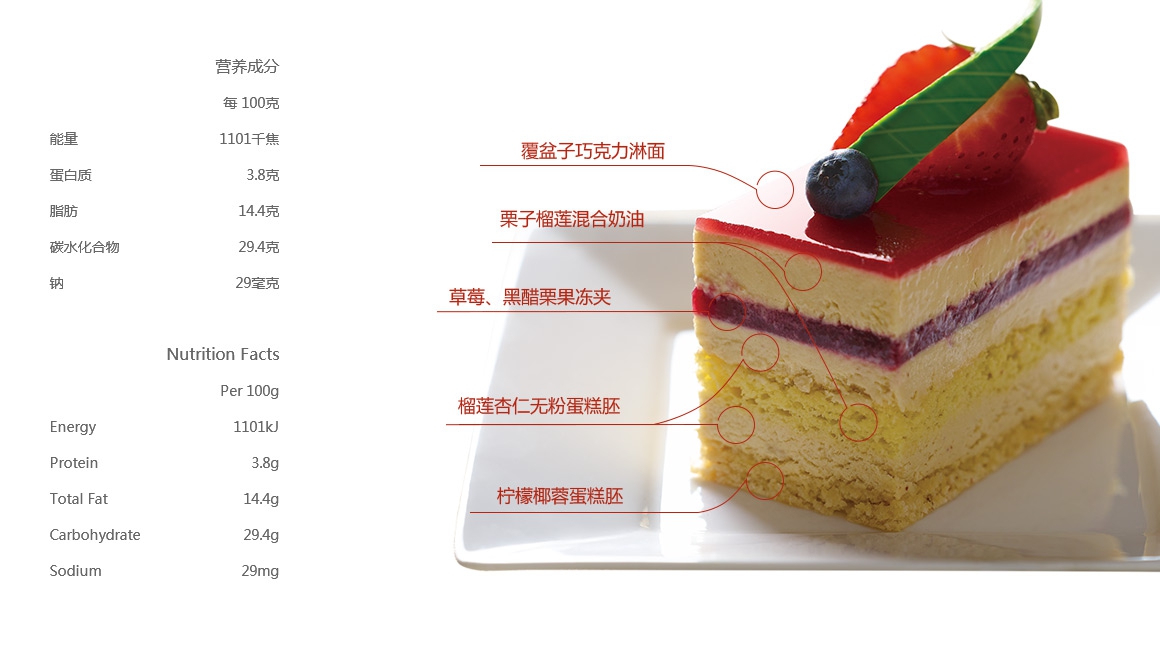 营养成分
每 100克
能量 1101千焦
蛋白质 3.8克
脂肪 14.4克
碳水化合物 29.4克
钠 29毫克
Nutrition Facts
Per 100g
Energy 1101kJ
Protein 3.8g
Total Fat 14.4g
Carbohydrate 29.4g
Sodium 29mg
覆盆子巧克力淋面
栗子榴莲混合奶油
草莓、黑醋栗果冻夹
榴莲杏仁无粉蛋糕胚
柠檬椰蓉蛋糕胚